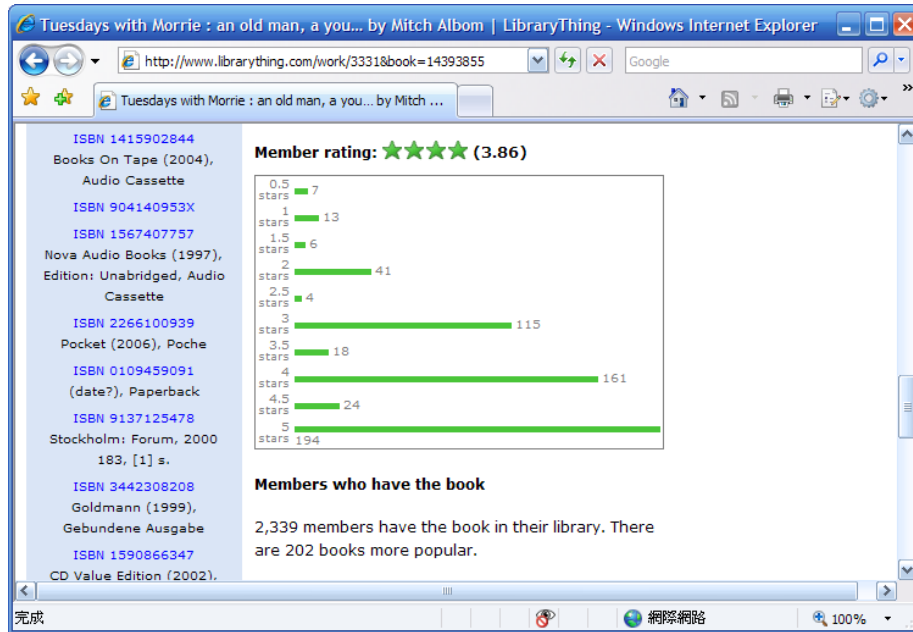 Tuesdays with Morrie : an old man, a you... by Mitch Albom | LibraryThing - Windows Internet Explorer
http://www.librarything.com/work/3331&book=14393855
Google
Tuesdays with Morrie : an old man, a you... by Mitch ...
ISBN 1415902844
Books On Tape (2004),
Audio Cassette
ISBN 904140953X
ISBN 1567407757
Nova Audio Books (1997),
Edition: Unabridged, Audio
Cassette
ISBN 2266100939
Pocket (2006), Poche
ISBN 0109459091
(date?), Paperback
ISBN 9137125478
Stockholm: Forum, 2000
183, [1] s.
ISBN 3442308208
Goldmann (1999),
Gebundene Ausgabe
ISBN 1590866347
CD Value Edition (2002),
Member rating: (3.86)
0.5
stars 7
1
stars 13
1.5
stars 6
2
stars 41
2.5
stars 4
3
stars 115
3.5
stars 18
4
stars 161
4.5
stars 24
5
stars 194
Members who have the book
2,339 members have the book in their library. There
are 202 books more popular.
完成
網際網路
100%